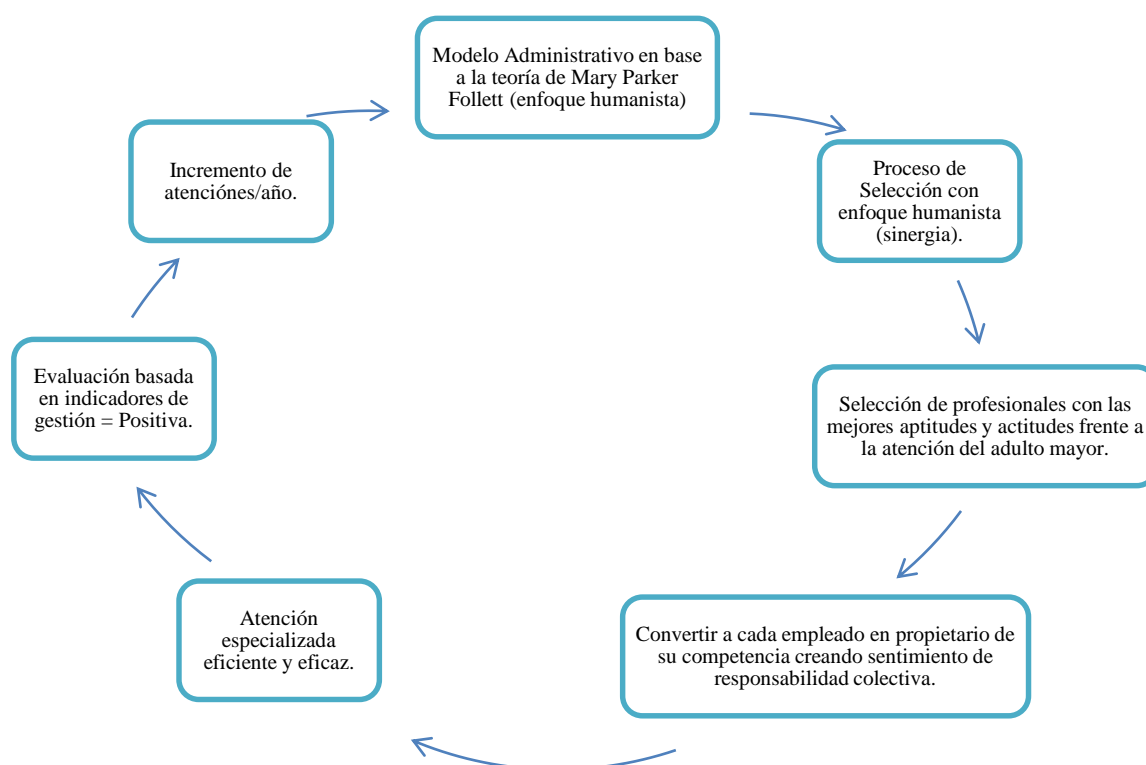 Modelo Administrativo en base
a la teoría de Mary Parker
Follett (enfoque humanista)
Proceso de
Selección con
enfoque humanista
(sinergia).
Selección de profesionales con las
mejores aptitudes y actitudes frente a
la atención del adulto mayor.
Convertir a cada empleado en propietario de
su competencia creando sentimiento de
responsabilidad colectiva.
Atención
especializada
eficiente y eficaz.
Evaluación basada
en indicadores de
gestión = Positiva.
Incremento de
atenciónes/año.